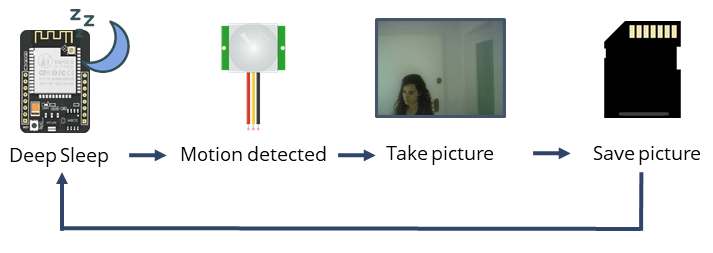 z z
z
Deep Sleep
Motion detected
Take picture
Save picture